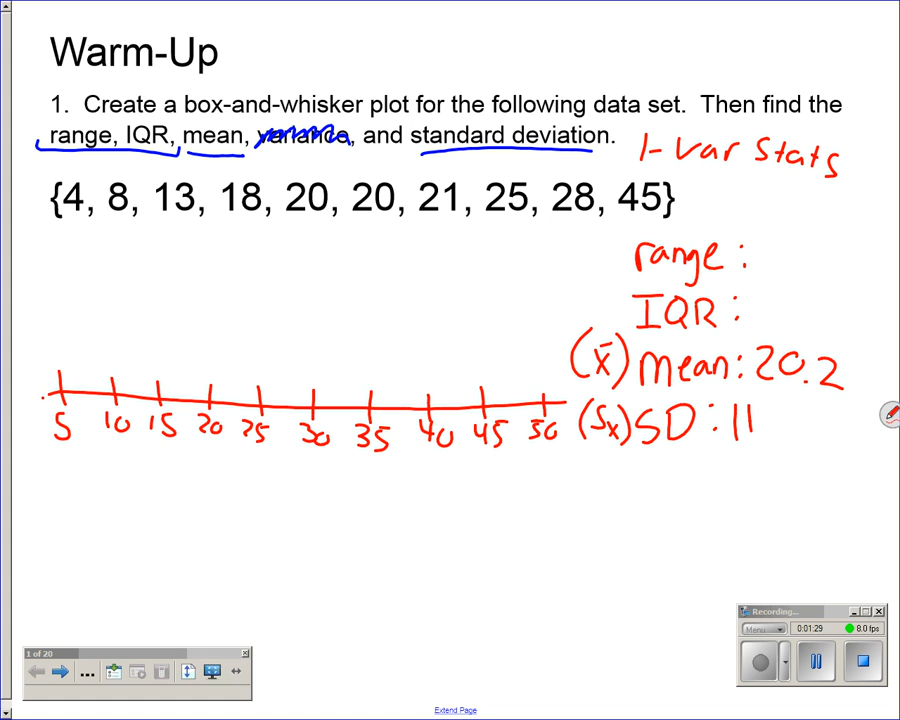 Warm-Up
1. Create a box-and-whisker plot for the following data set. Then find the
range, IQR, mean, variance, and standard deviation.
1-Var Stats
{4, 8, 13, 18, 20, 20, 21, 25, 28, 45}
range:
IQR:
(x̄) mean: 20.2
(Sx) SD: 11
5 10 15 20 25 30 35 40 45 50
Recording...
Menu 0:01:29 8.0 fps
1 of 20
...
Extend Page